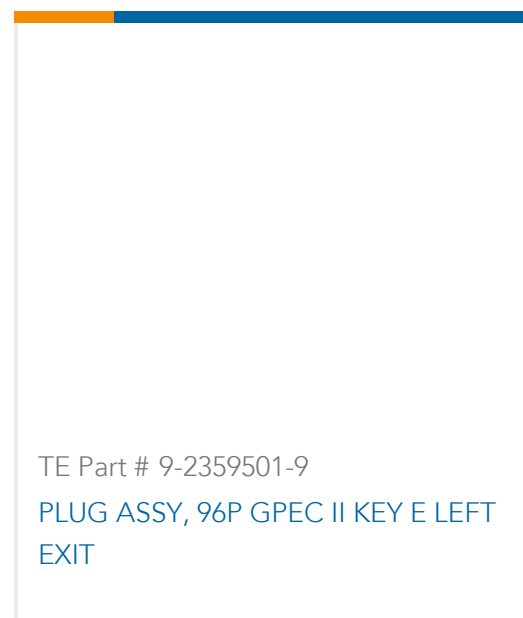 TE Part # 9-2359501-9
PLUG ASSY, 96P GPEC II KEY E LEFT
EXIT